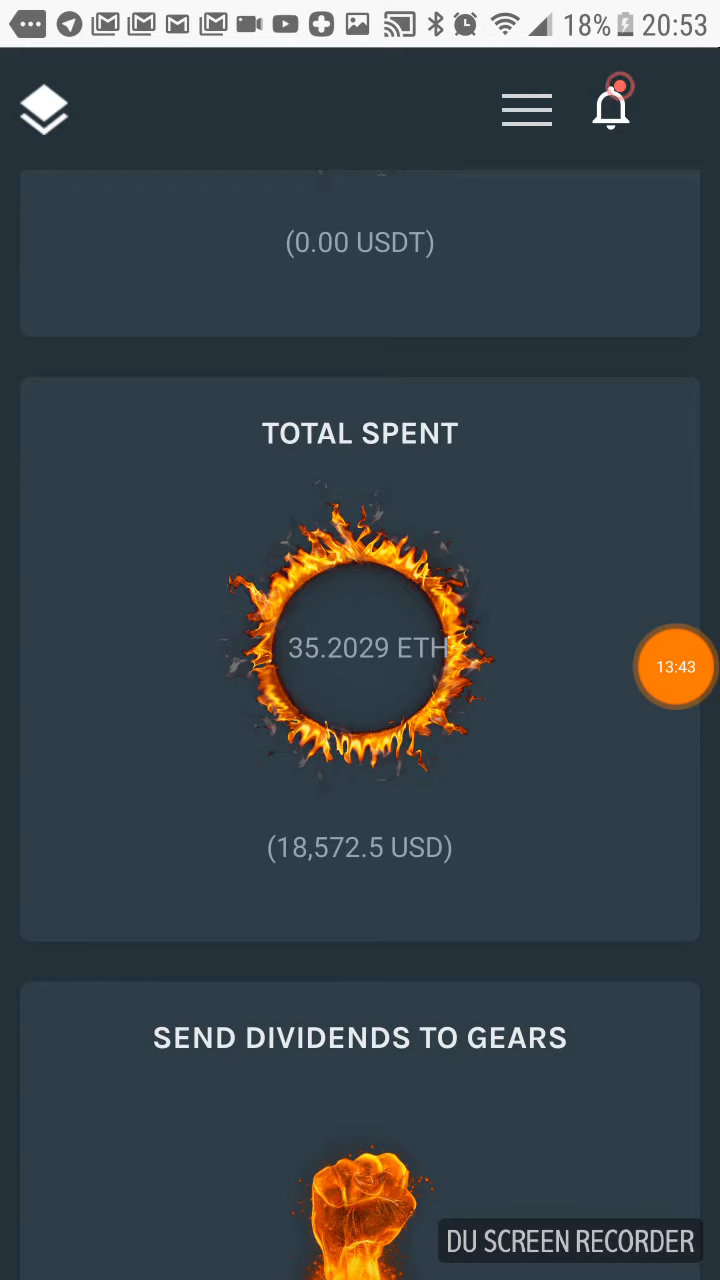 18% 20:53
(0.00 USDT)
TOTAL SPENT
35.2029 ETH
13:43
(18,572.5 USD)
SEND DIVIDENDS TO GEARS
DU SCREEN RECORDER